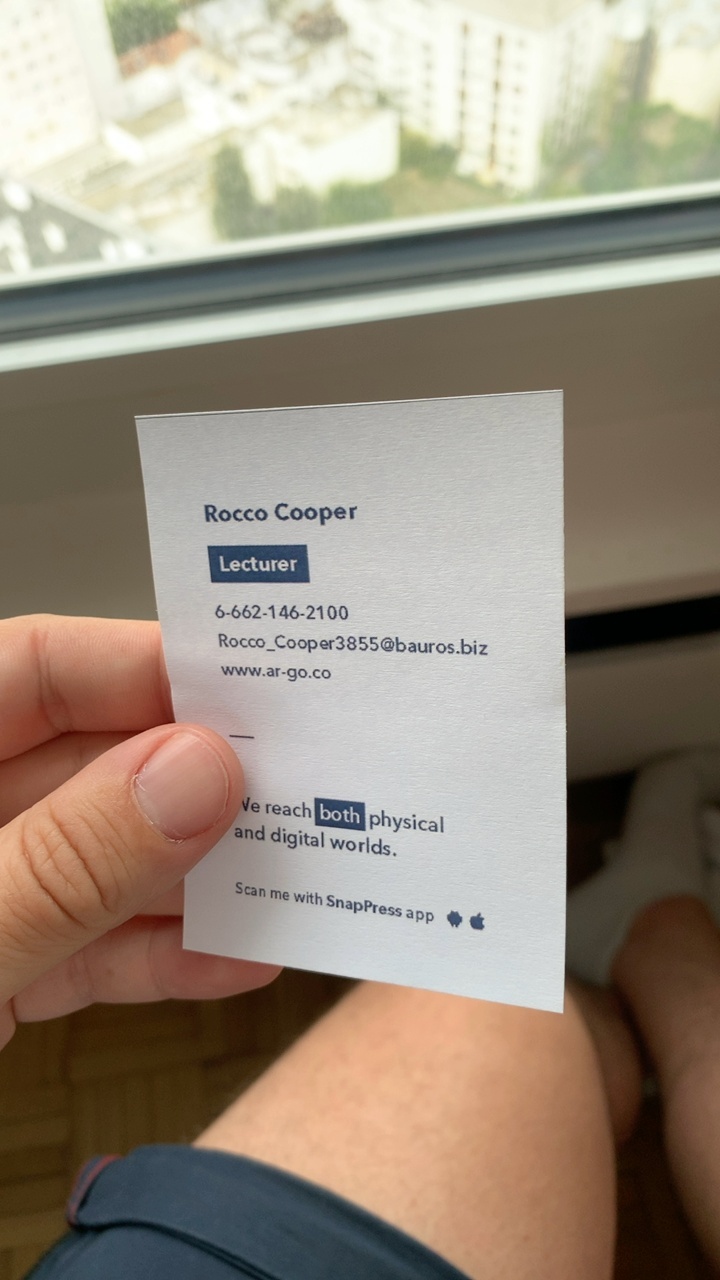 Rocco Cooper
Lecturer
6-662-146-2100
Rocco_Cooper3855@bauros.biz
www.ar-go.co
—
We reach both physical
and digital worlds.
Scan me with SnapPress app